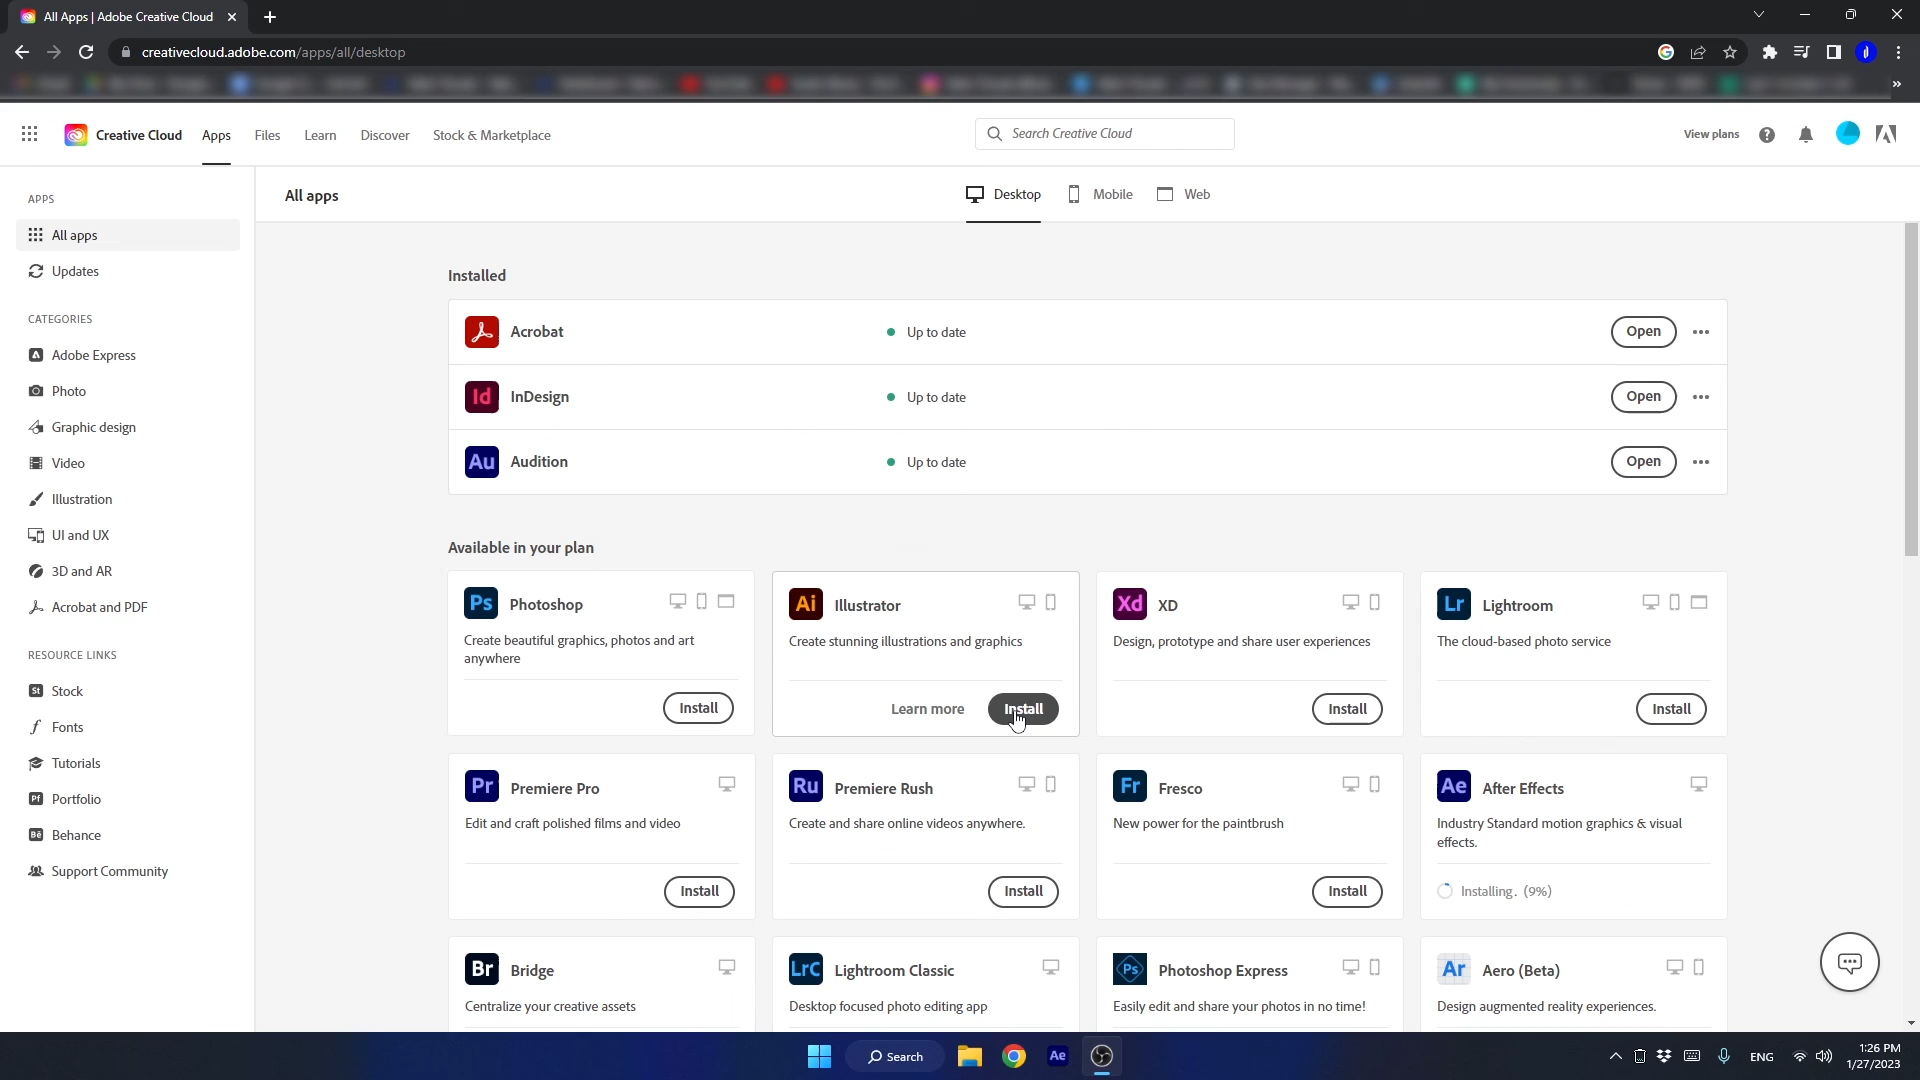 All Apps | Adobe Creative Cloud
creativecloud.adobe.com/apps/all/desktop
Creative Cloud
Apps
Files
Learn
Discover
Stock & Marketplace
Search Creative Cloud
View plans
APPS
All apps
Updates
CATEGORIES
Adobe Express
Photo
Graphic design
Video
Illustration
UI and UX
3D and AR
Acrobat and PDF
RESOURCE LINKS
St Stock
Fonts
Tutorials
Pf Portfolio
Bē Behance
Support Community
All apps
Desktop
Mobile
Web
Installed
Acrobat
Up to date
Open
Id InDesign
Up to date
Open
Au Audition
Up to date
Open
Available in your plan
Ps Photoshop
Create beautiful graphics, photos and art
anywhere
Install
Ai Illustrator
Create stunning illustrations and graphics
Learn more
Install
Xd XD
Design, prototype and share user experiences
Install
Lr Lightroom
The cloud-based photo service
Install
Pr Premiere Pro
Edit and craft polished films and video
Install
Ru Premiere Rush
Create and share online videos anywhere.
Install
Fr Fresco
New power for the paintbrush
Install
Ae After Effects
Industry Standard motion graphics & visual
effects.
Installing. (9%)
Br Bridge
Centralize your creative assets
LrC Lightroom Classic
Desktop focused photo editing app
Ps Photoshop Express
Easily edit and share your photos in no time!
Ar Aero (Beta)
Design augmented reality experiences.
Search
Ae
ENG
1:26 PM
1/27/2023